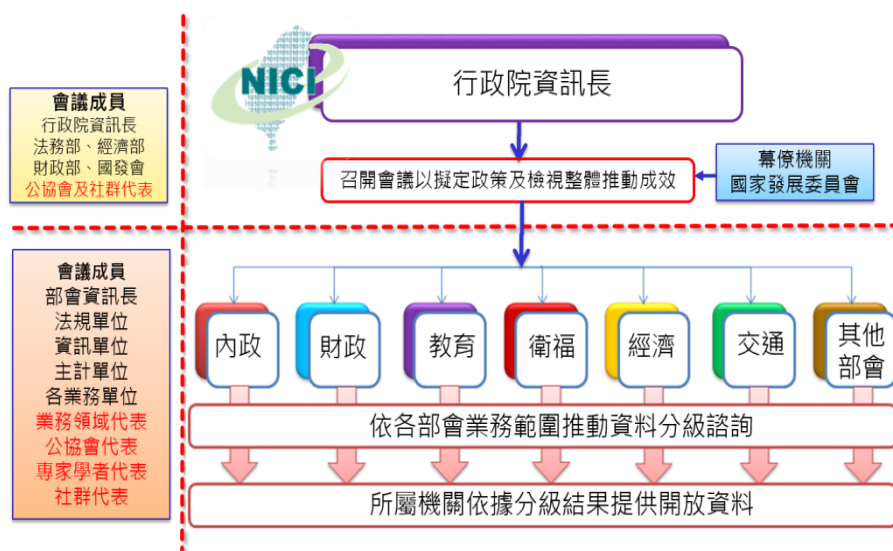 NICI
行政院資訊長
會議成員
行政院資訊長
法務部、經濟部
財政部、國發會
公協會及社群代表
召開會議以擬定政策及檢視整體推動成效
幕僚機關
國家發展委員會
會議成員
部會資訊長
法規單位
資訊單位
主計單位
各業務單位
業務領域代表
公協會代表
專家學者代表
社群代表
內政
財政
教育
衛福
經濟
交通
其他
部會
依各部會業務範圍推動資料分級諮詢
所屬機關依據分級結果提供開放資料